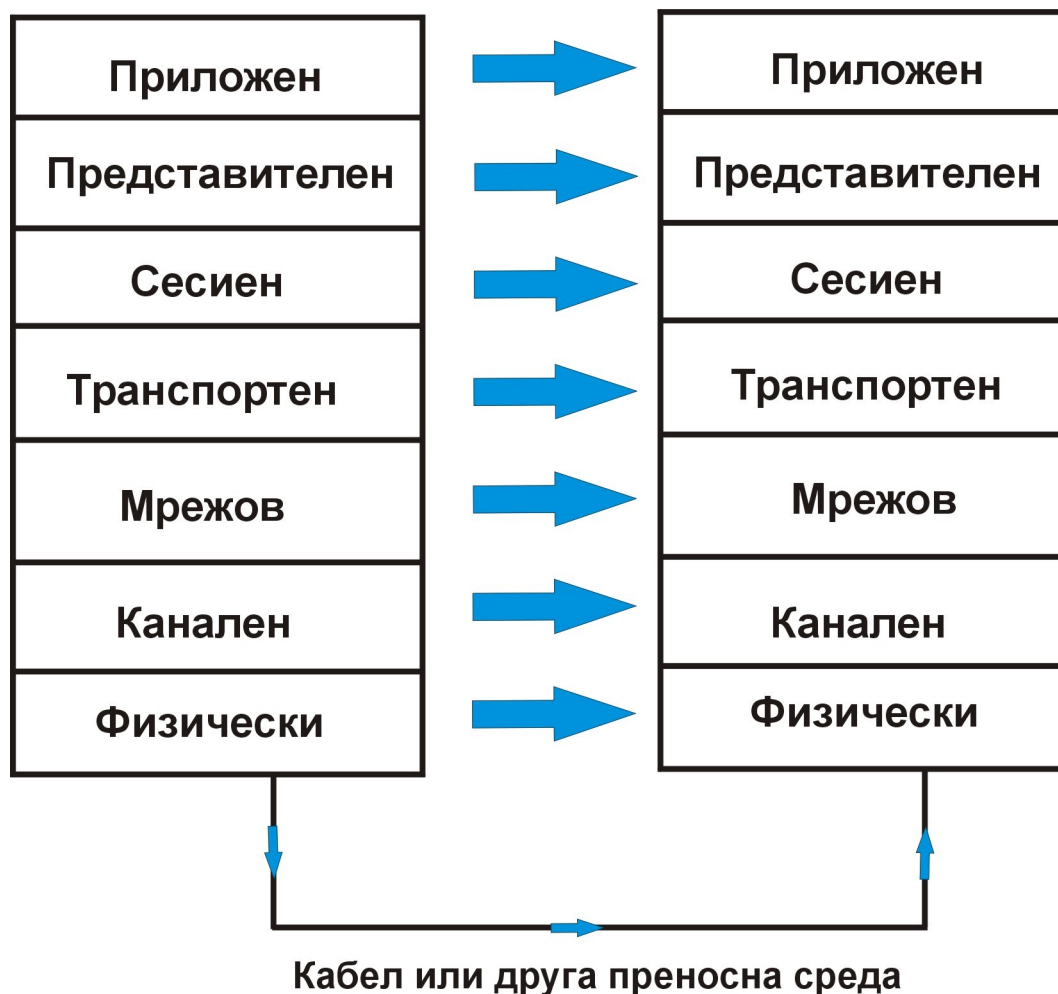 Приложен
Приложен
Представителен
Представителен
Сесиен
Сесиен
Транспортен
Транспортен
Мрежов
Мрежов
Канален
Канален
Физически
Физически
Кабел или друга преносна среда